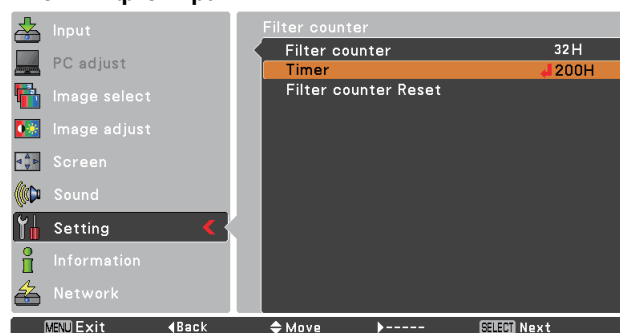 Input
PC adjust
Image select
Image adjust
Screen
Sound
Setting
Information
Network
Filter counter
Filter counter 32H
Timer 200H
Filter counter Reset
MENU Exit Back Move ----- SELECT Next